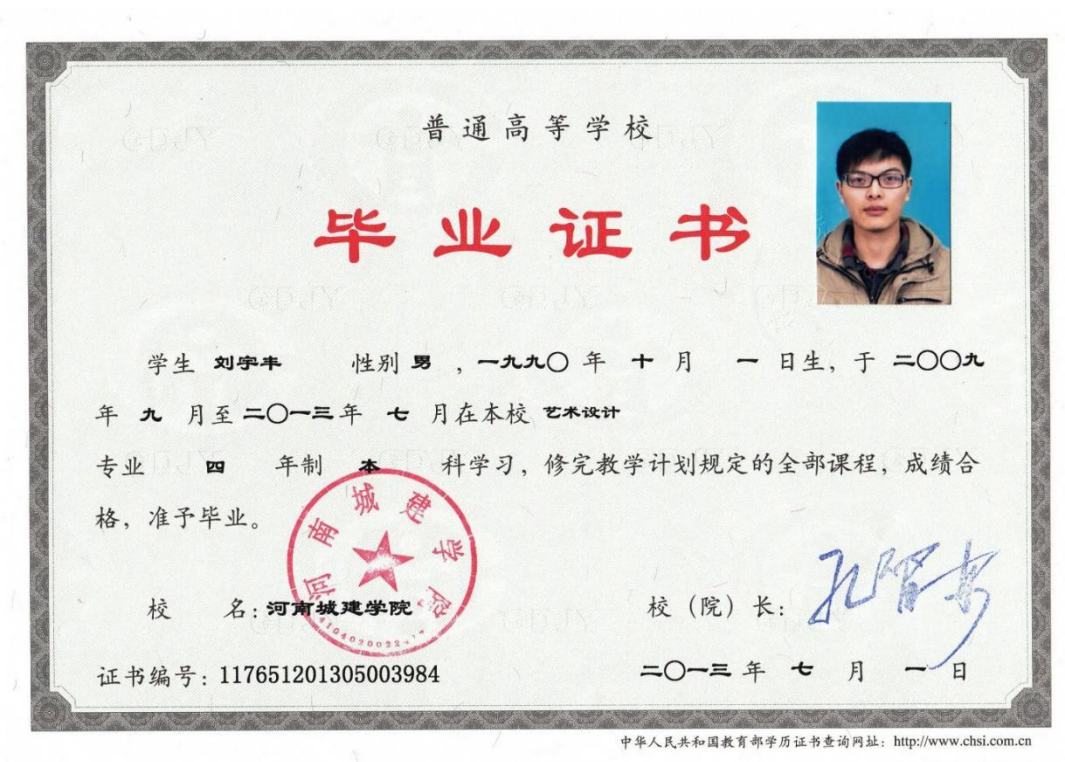 普通高等学校
毕业证书
学生 刘宇丰 性别 男 ，一九九〇 年 十 月 一 日生，于 二〇〇九
年 九 月至 二〇一三 年 七 月在本校 艺术设计
专业 四 年制 本 科学习，修完教学计划规定的全部课程，成绩合
格，准予毕业。
河南城建学院
校 名：河南城建学院 校（院）长：
证书编号：117651201305003984 二〇一三 年 七 月 一 日
中华人民共和国教育部学历证书查询网址：http://www.chsi.com.cn